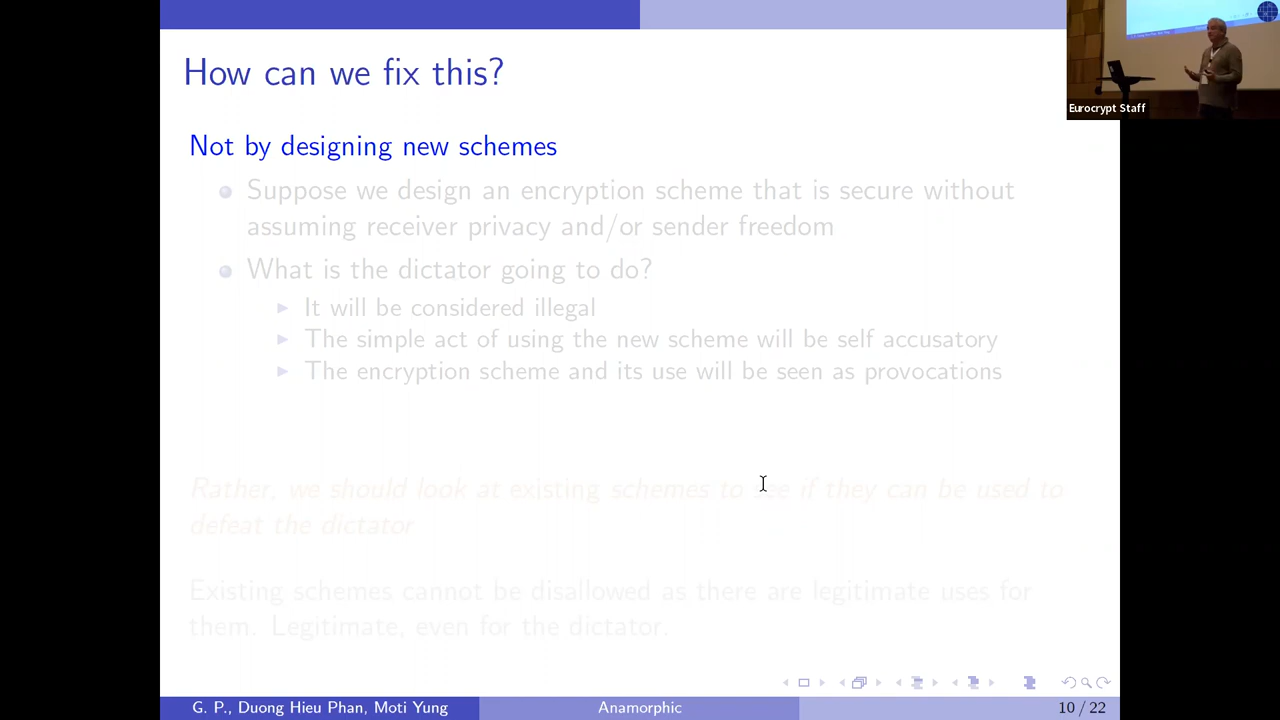 How can we fix this?
Eurocrypt Staff
Not by designing new schemes
Suppose we design an encryption scheme that is secure without
assuming receiver privacy and/or sender freedom
What is the dictator going to do?
It will be considered illegal
The simple act of using the new scheme will be self accusatory
The encryption scheme and its use will be seen as provocations
Rather, we should look at existing schemes to see if they can be used to
defeat the dictator
Existing schemes cannot be disallowed as there are legitimate uses for
them. Legitimate, even for the dictator.
G. P., Duong Hieu Phan, Moti Yung
Anamorphic
10 / 22